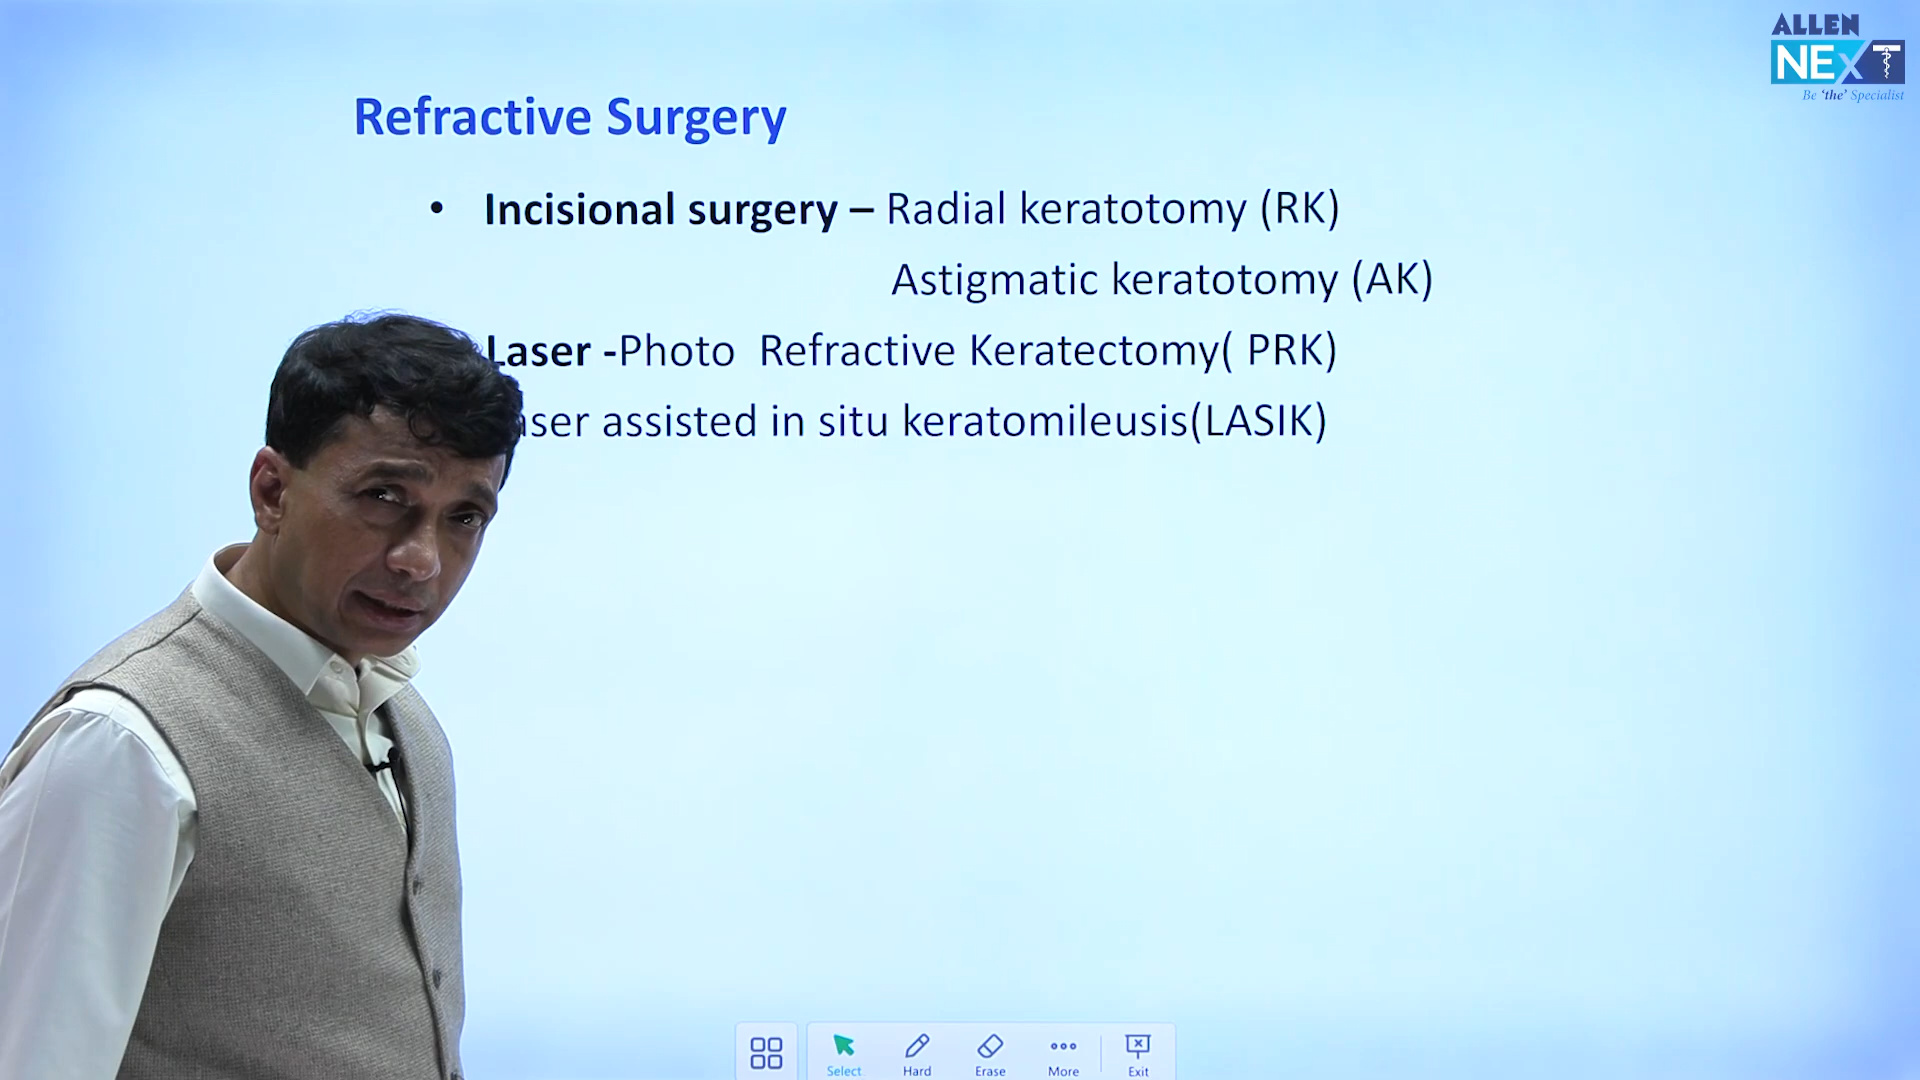 ALLEN
NEXT
Be 'the' Specialist
Refractive Surgery
• Incisional surgery – Radial keratotomy (RK)
Astigmatic keratotomy (AK)
Laser -Photo Refractive Keratectomy( PRK)
assisted in situ keratomileusis(LASIK)
Select
Hard
Erase
More
Exit